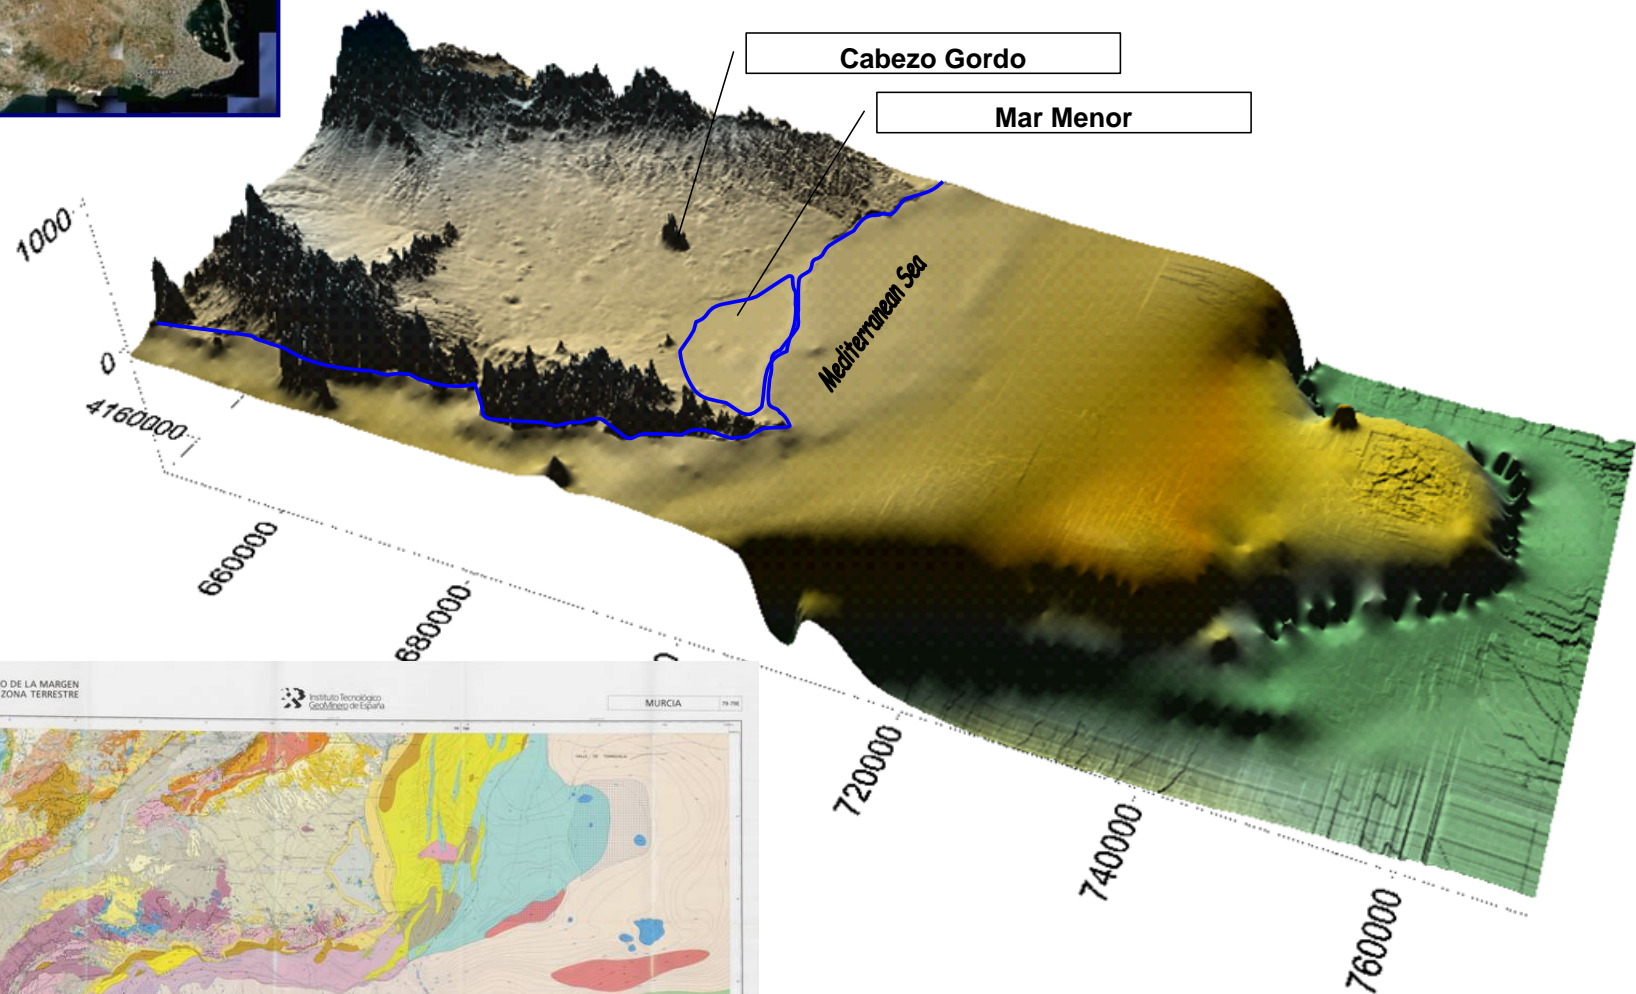 Cabezo Gordo
Mar Menor
Mediterranean Sea
1000
0
4160000
660000
680000
720000
740000
760000
O DE LA MARGEN
ZONA TERRESTRE
Instituto Tecnológico
GeoMinero de España
MURCIA